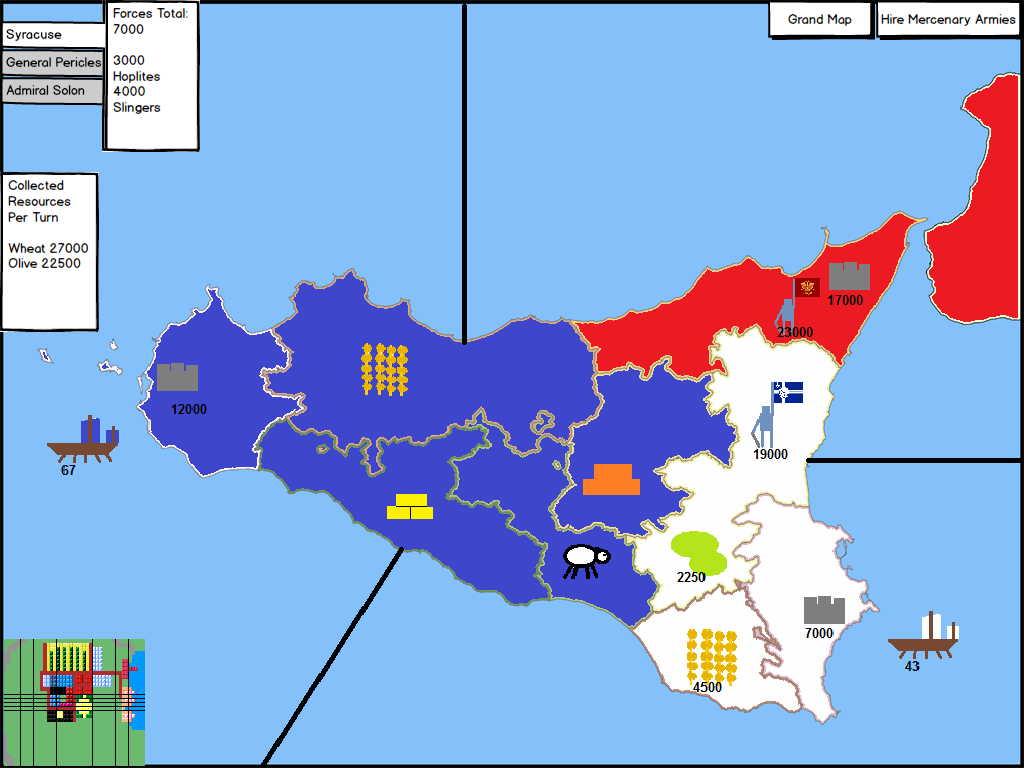 Syracuse
General Pericles
Admiral Solon
Forces Total:
7000
3000
Hoplites
4000
Slingers
Grand Map
Hire Mercenary Armies
Collected
Resources
Per Turn
Wheat 27000
Olive 22500
17000
23000
12000
19000
67
2250
7000
43
4500